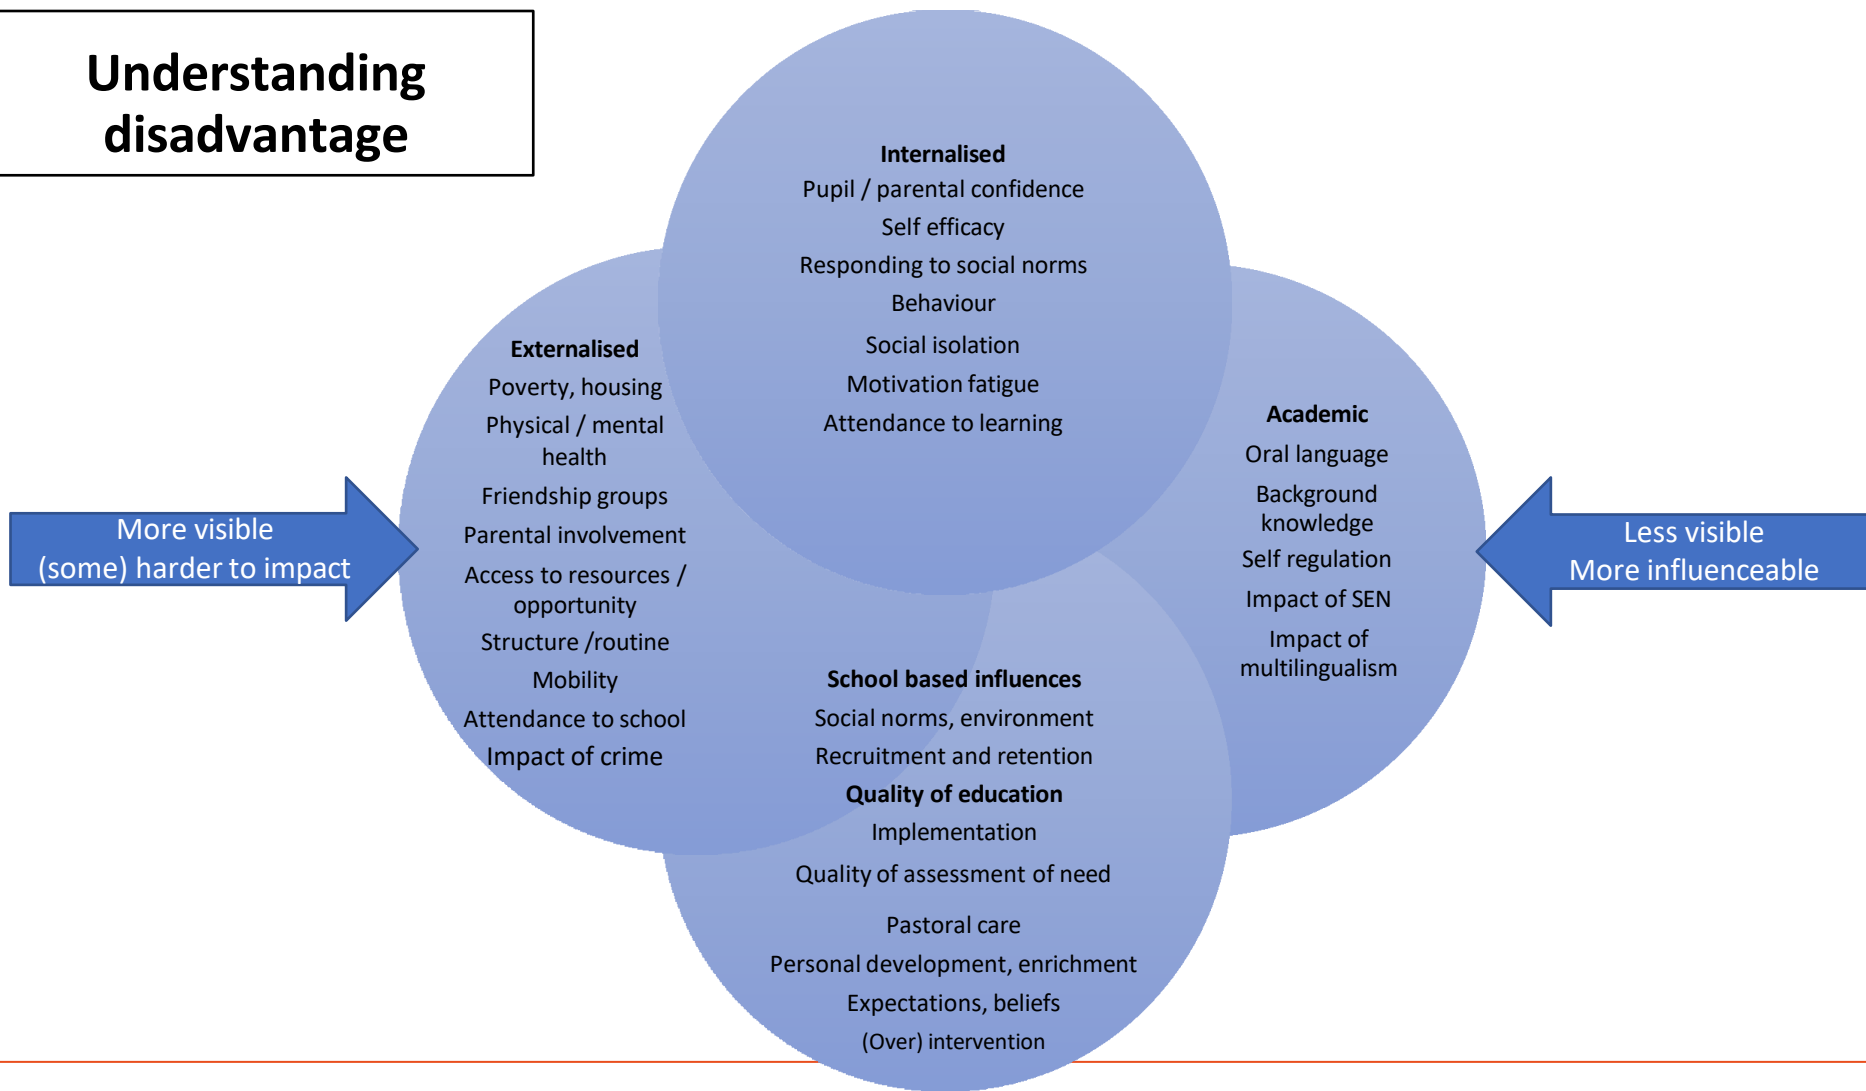 Understanding
disadvantage
Internalised
Pupil / parental confidence
Self efficacy
Responding to social norms
Behaviour
Social isolation
Motivation fatigue
Attendance to learning
Externalised
Poverty, housing
Physical / mental
health
Friendship groups
Parental involvement
Access to resources /
opportunity
Structure /routine
Mobility
Attendance to school
Impact of crime
Academic
Oral language
Background
knowledge
Self regulation
Impact of SEN
Impact of
multilingualism
More visible
(some) harder to impact
Less visible
More influenceable
School based influences
Social norms, environment
Recruitment and retention
Quality of education
Implementation
Quality of assessment of need
Pastoral care
Personal development, enrichment
Expectations, beliefs
(Over) intervention